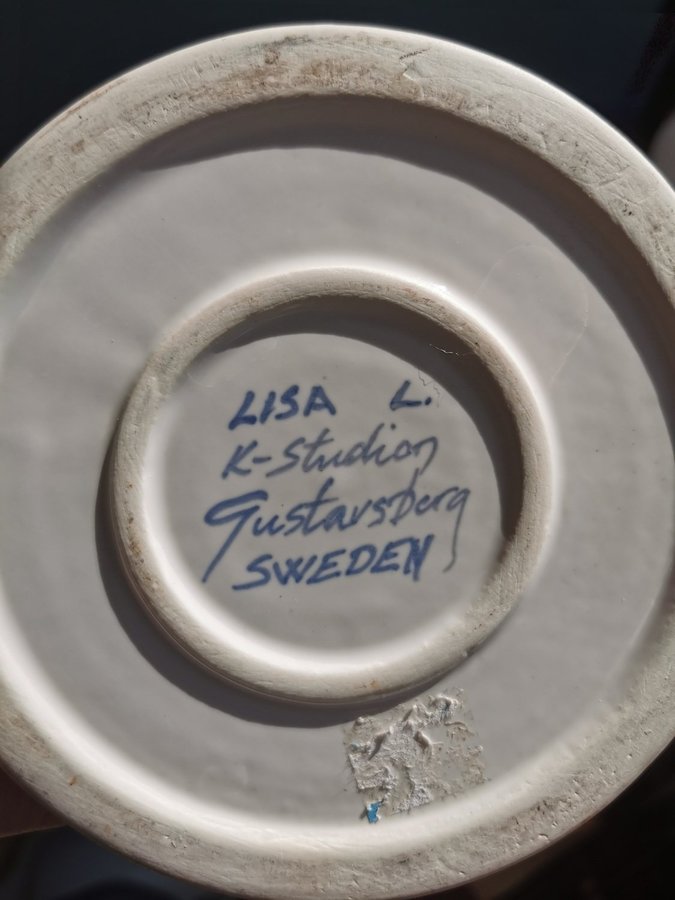 LISA L.
K-Studion
Gustavsberg
SWEDEN